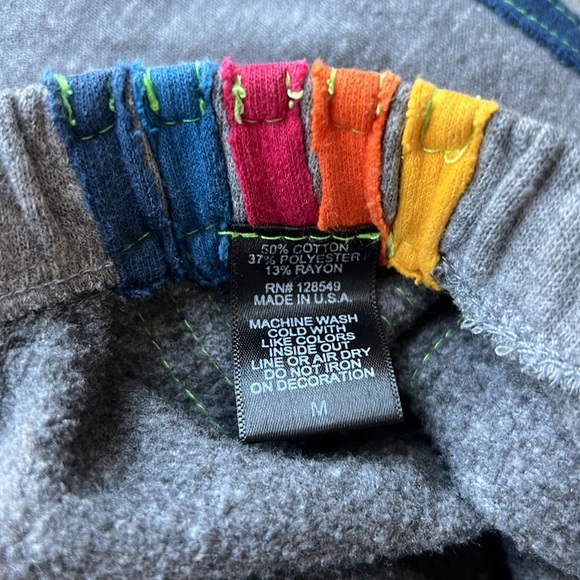 50% COTTON
37% POLYESTER
13% RAYON
RN# 128549
MADE IN U.S.A.
MACHINE WASH
COLD WITH
LIKE COLORS
INSIDE OUT
LINE OR AIR DRY
DO NOT IRON
ON DECORATION
M